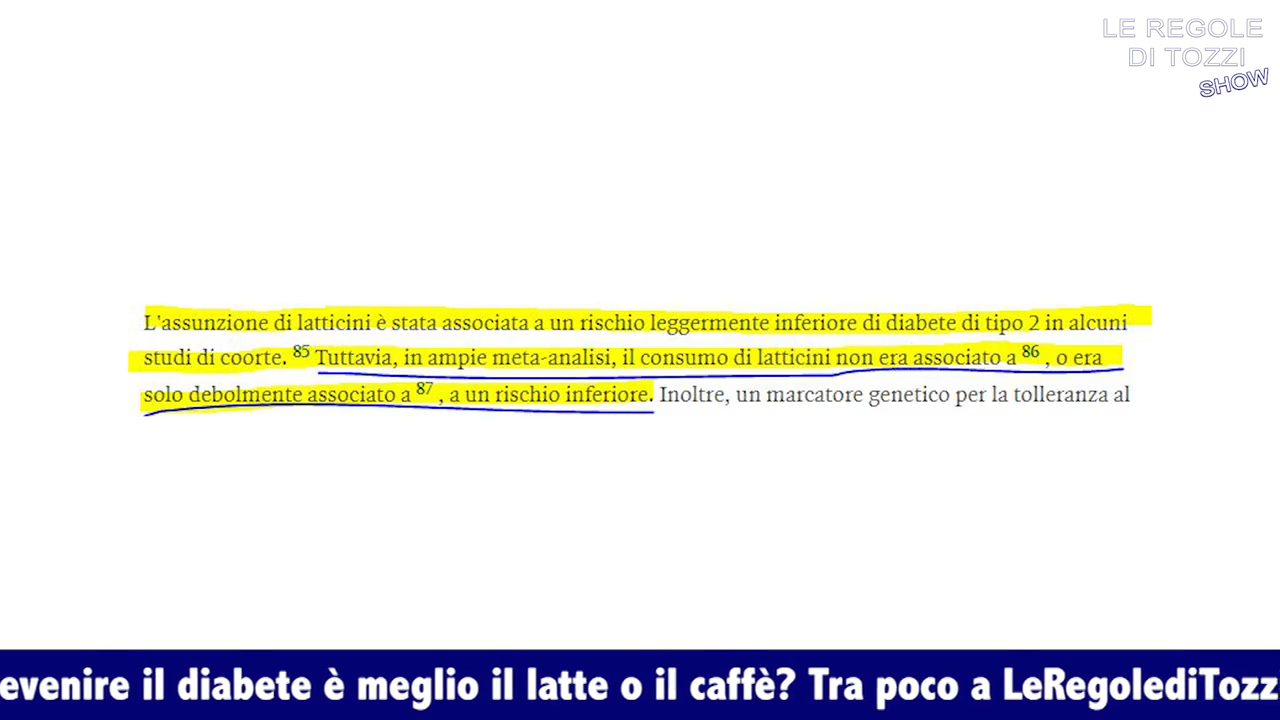 LE REGOLE
DI TOZZI
SHOW
L'assunzione di latticini è stata associata a un rischio leggermente inferiore di diabete di tipo 2 in alcuni
studi di coorte. 85 Tuttavia, in ampie meta-analisi, il consumo di latticini non era associato a 86 , o era
solo debolmente associato a 87 , a un rischio inferiore. Inoltre, un marcatore genetico per la tolleranza al
evenire il diabete è meglio il latte o il caffè? Tra poco a LeRegolediTozz